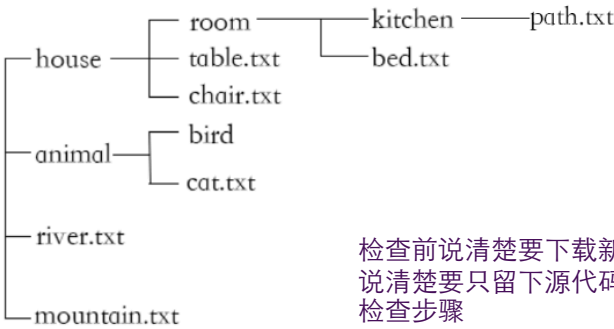 room kitchen path.txt
house table.txt bed.txt
chair.txt
bird
animal
cat.txt
river.txt
检查前说清楚要下载新
说清楚要只留下源代码
检查步骤
mountain.txt